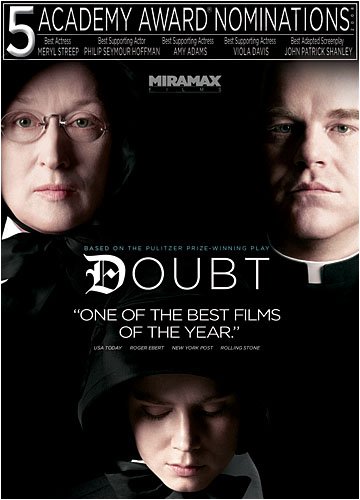 5 ACADEMY AWARD® NOMINATIONS
Best Actress Best Supporting Actor Best Supporting Actress Best Supporting Actress Best Adapted Screenplay
MERYL STREEP PHILIP SEYMOUR HOFFMAN AMY ADAMS VIOLA DAVIS JOHN PATRICK SHANLEY
MIRAMAX
FILMS
BASED ON THE PULITZER PRIZE-WINNING PLAY
DOUBT
“ONE OF THE BEST FILMS
OF THE YEAR.”
USA TODAY ROGER EBERT NEW YORK POST ROLLING STONE